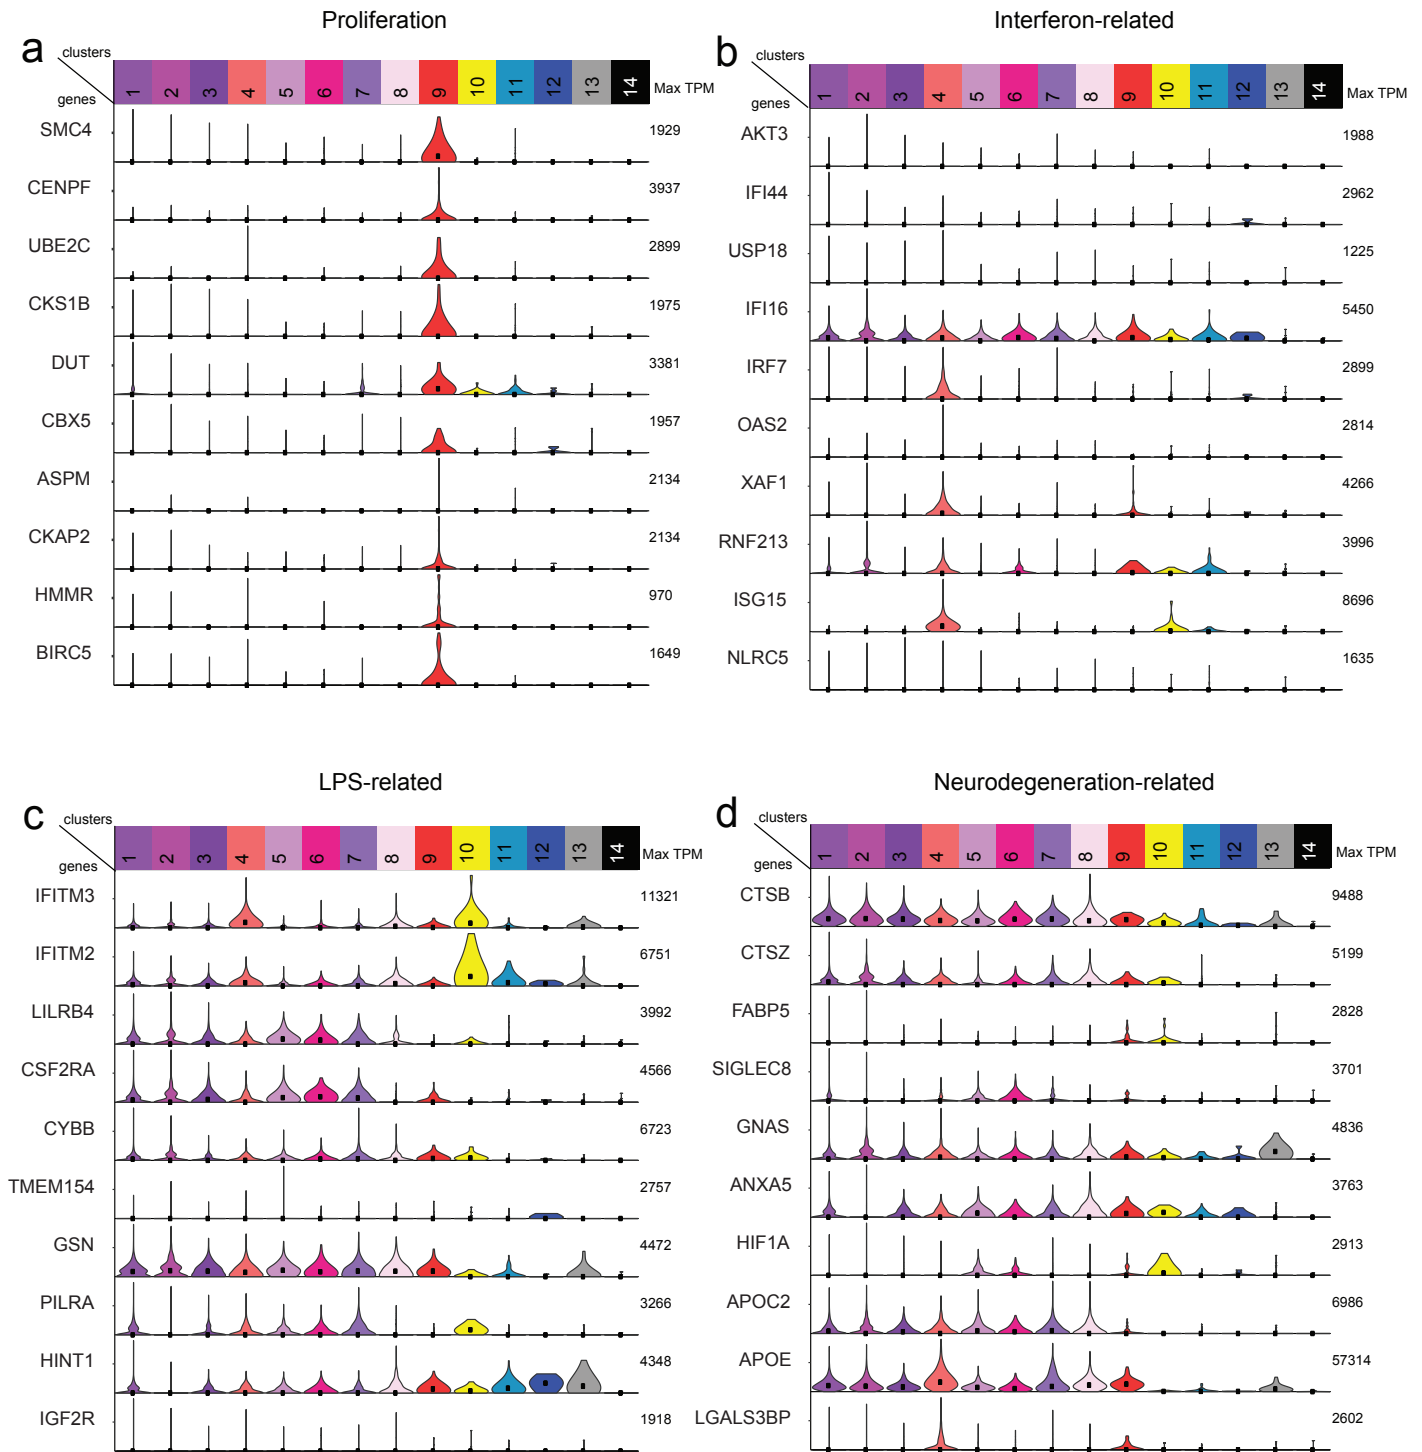 Proliferation
a
clusters
genes
1 2 3 4 5 6 7 8 9 10 11 12 13 14 Max TPM
SMC4 1929
CENPF 3937
UBE2C 2899
CKS1B 1975
DUT 3381
CBX5 1957
ASPM 2134
CKAP2 2134
HMMR 970
BIRC5 1649
Interferon-related
b
clusters
genes
1 2 3 4 5 6 7 8 9 10 11 12 13 14 Max TPM
AKT3 1988
IFI44 2962
USP18 1225
IFI16 5450
IRF7 2899
OAS2 2814
XAF1 4266
RNF213 3996
ISG15 8696
NLRC5 1635
LPS-related
c
clusters
genes
1 2 3 4 5 6 7 8 9 10 11 12 13 14 Max TPM
IFITM3 11321
IFITM2 6751
LILRB4 3992
CSF2RA 4566
CYBB 6723
TMEM154 2757
GSN 4472
PILRA 3266
HINT1 4348
IGF2R 1918
Neurodegeneration-related
d
clusters
genes
1 2 3 4 5 6 7 8 9 10 11 12 13 14 Max TPM
CTSB 9488
CTSZ 5199
FABP5 2828
SIGLEC8 3701
GNAS 4836
ANXA5 3763
HIF1A 2913
APOC2 6986
APOE 57314
LGALS3BP 2602